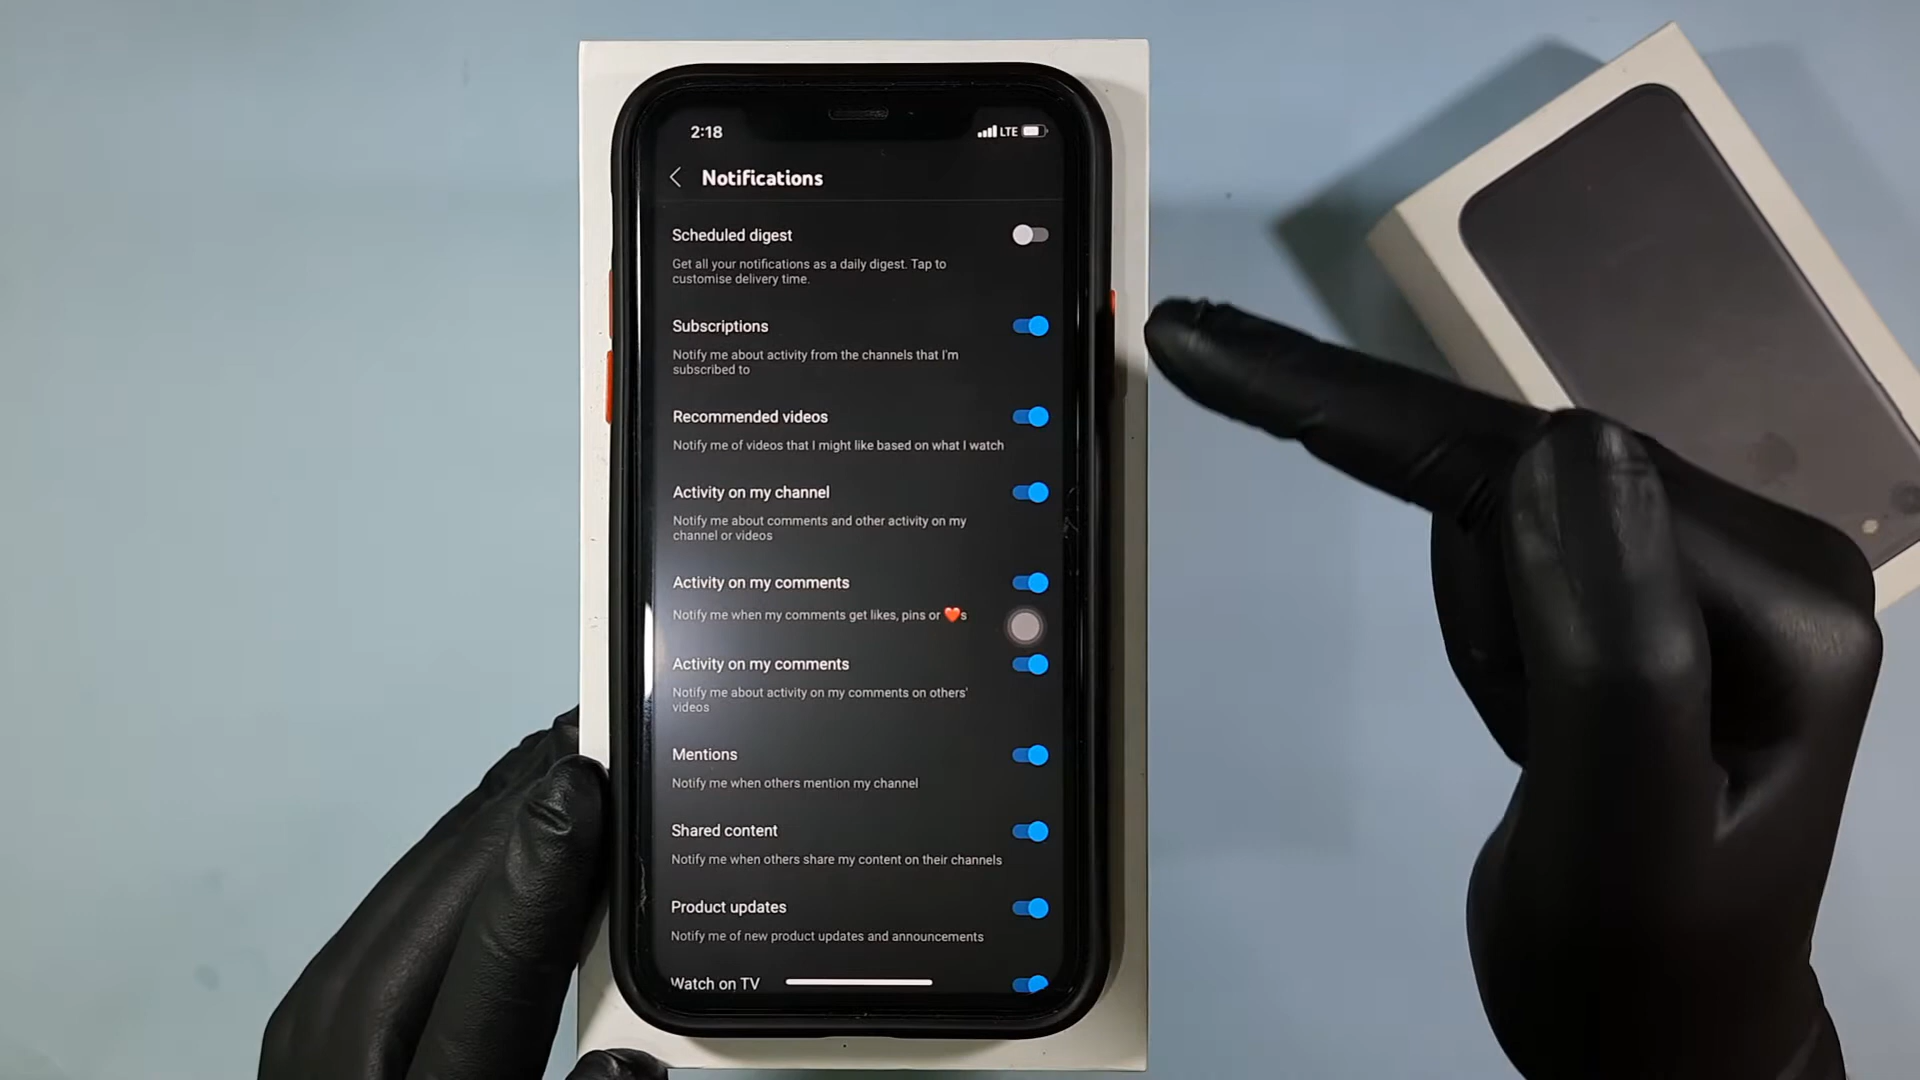 2:18
LTE
Notifications
Scheduled digest
Get all your notifications as a daily digest. Tap to
customise delivery time.
Subscriptions
Notify me about activity from the channels that I'm
subscribed to
Recommended videos
Notify me of videos that I might like based on what I watch
Activity on my channel
Notify me about comments and other activity on my
channel or videos
Activity on my comments
Notify me when my comments get likes, pins or ❤️s
Activity on my comments
Notify me about activity on my comments on others'
videos
Mentions
Notify me when others mention my channel
Shared content
Notify me when others share my content on their channels
Product updates
Notify me of new product updates and announcements
Watch on TV